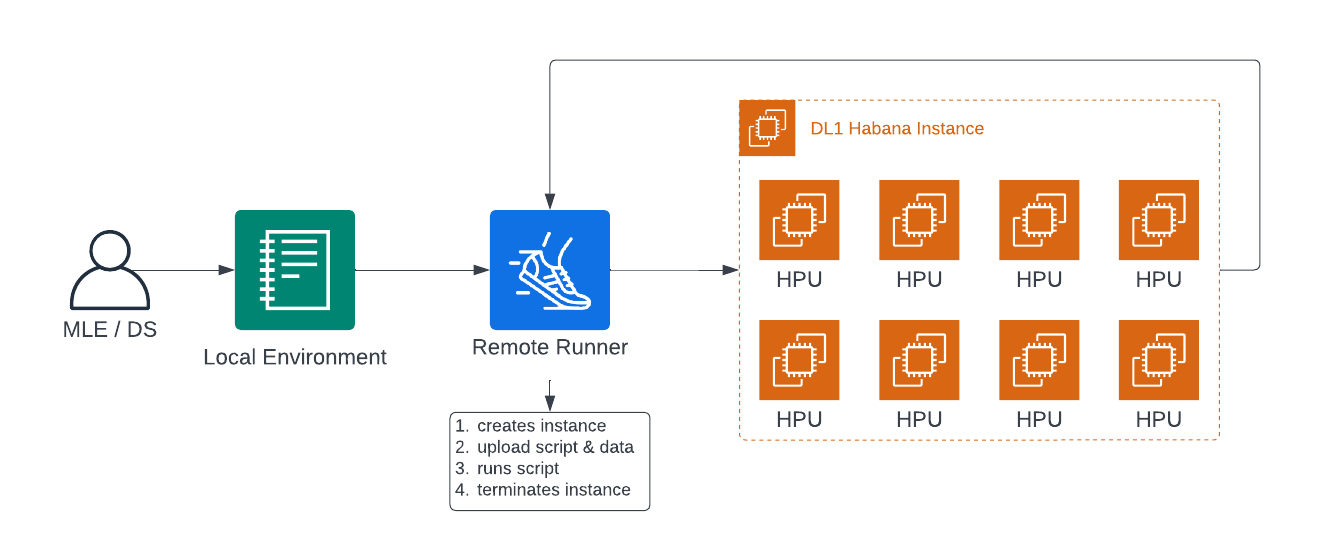 DL1 Habana Instance
HPU
HPU
HPU
HPU
MLE / DS
Local Environment
Remote Runner
HPU
HPU
HPU
HPU
1. creates instance
2. upload script & data
3. runs script
4. terminates instance